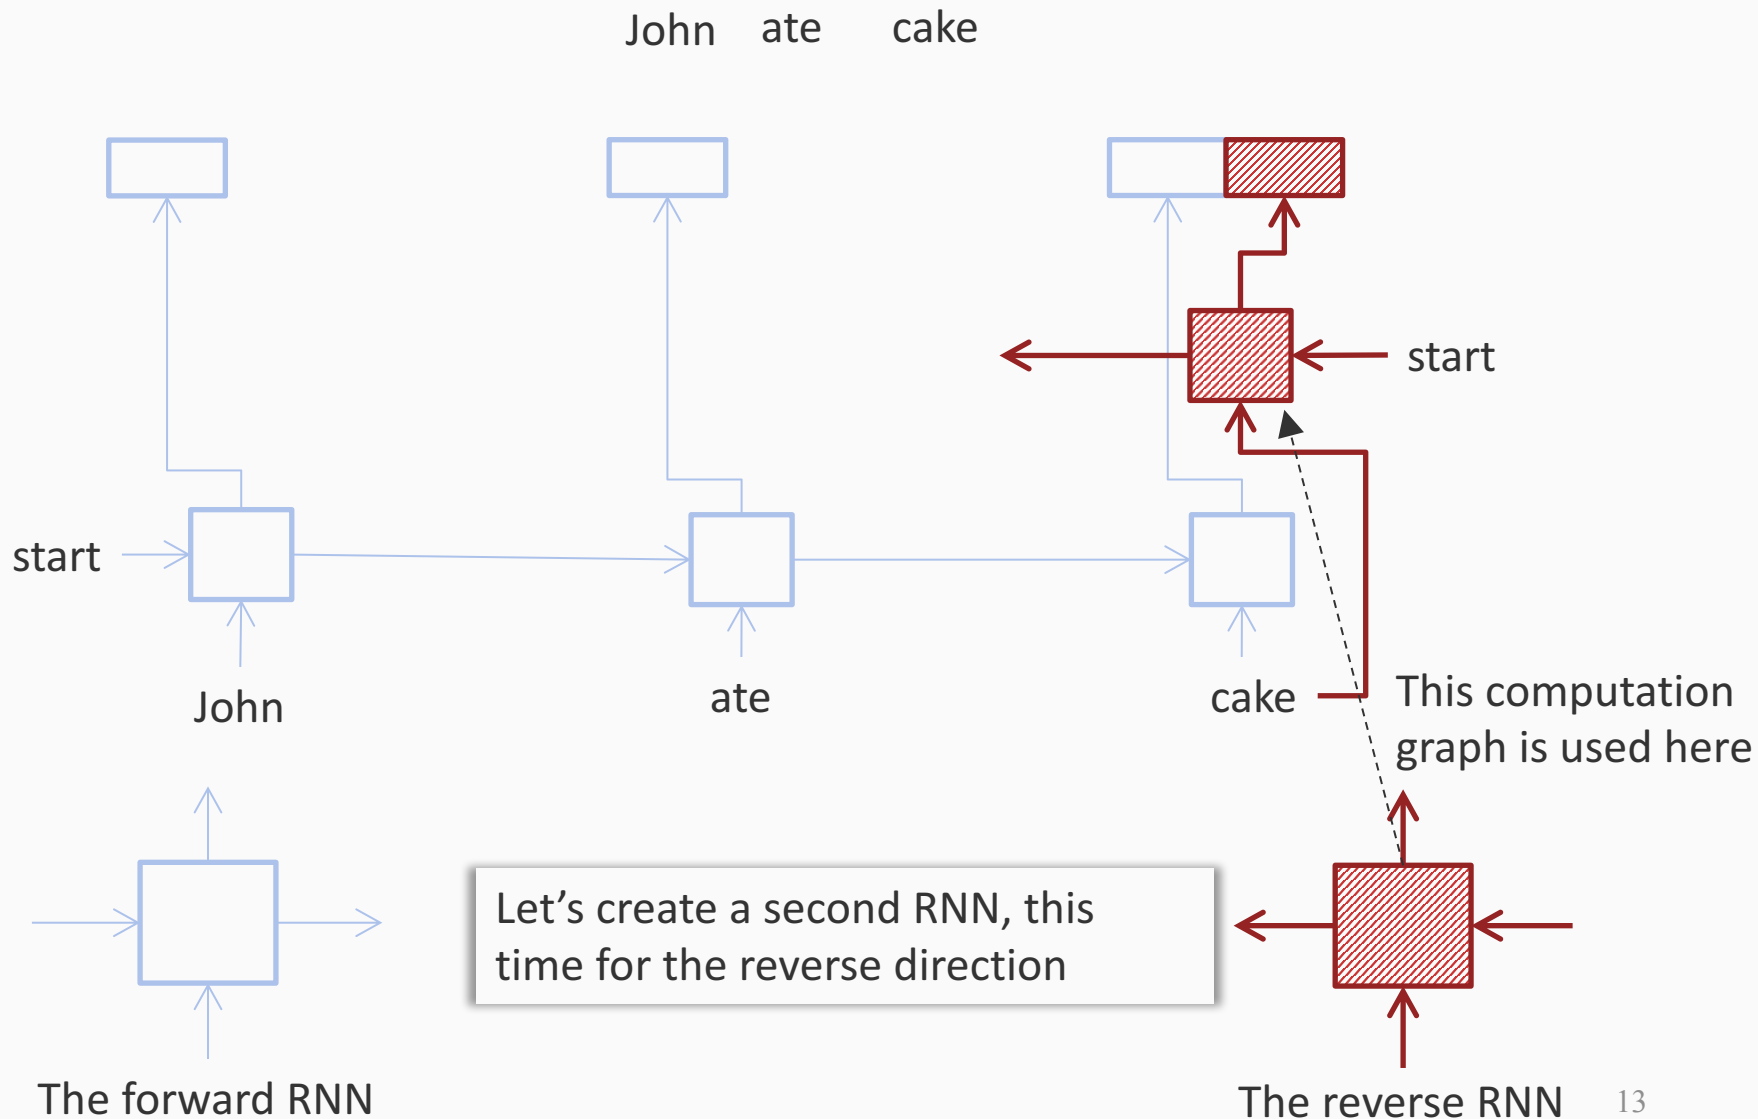 John ate cake
start
start
John
ate
cake
This computation
graph is used here
Let’s create a second RNN, this
time for the reverse direction
The forward RNN
The reverse RNN
13